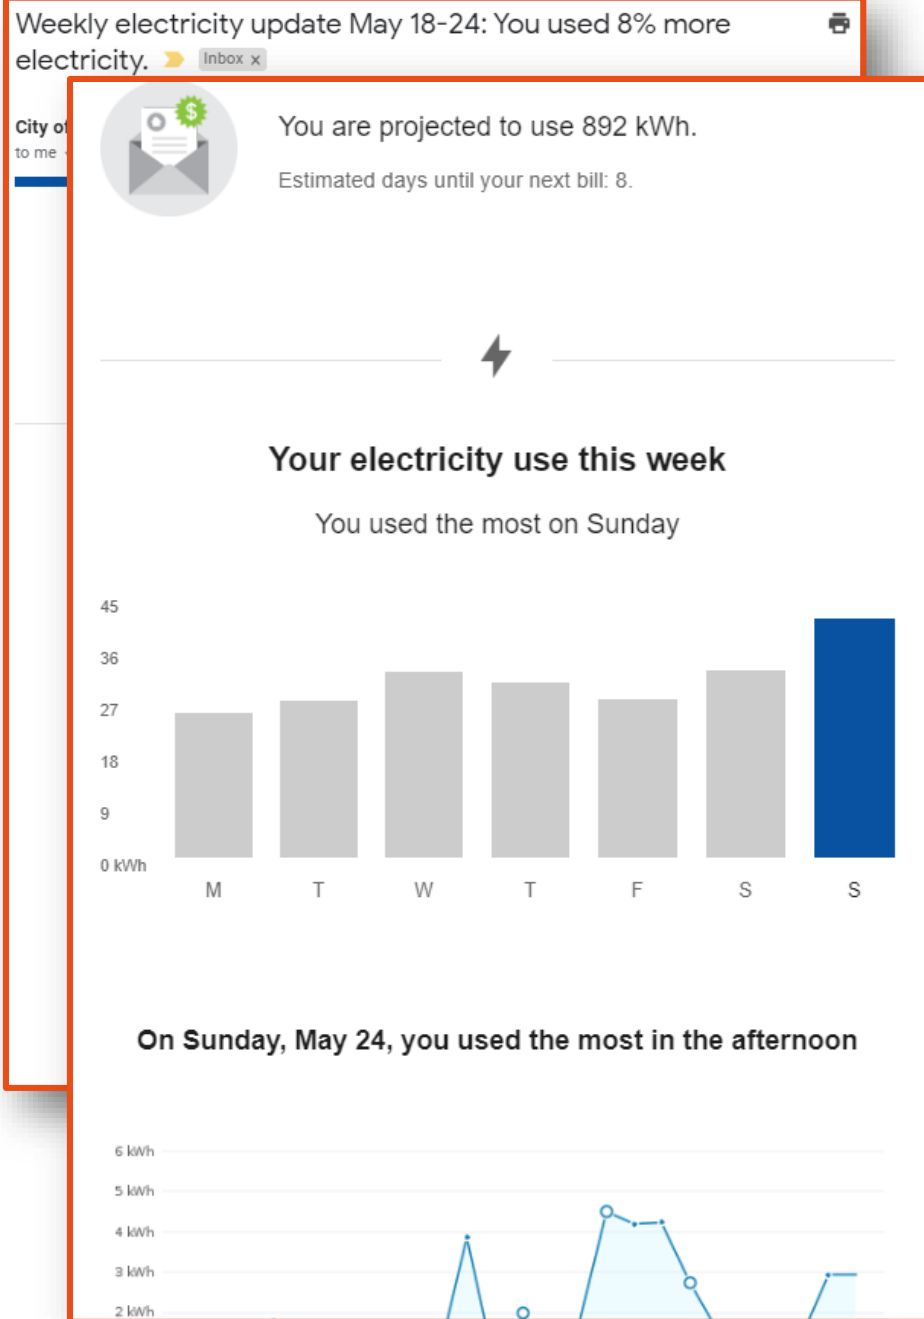 Weekly electricity update May 18-24: You used 8% more
electricity. Inbox x
City of
to me
You are projected to use 892 kWh.
Estimated days until your next bill: 8.
Your electricity use this week
You used the most on Sunday
45
36
27
18
9
0 kWh
M T W T F S S
On Sunday, May 24, you used the most in the afternoon
6 kWh
5 kWh
4 kWh
3 kWh
2 kWh